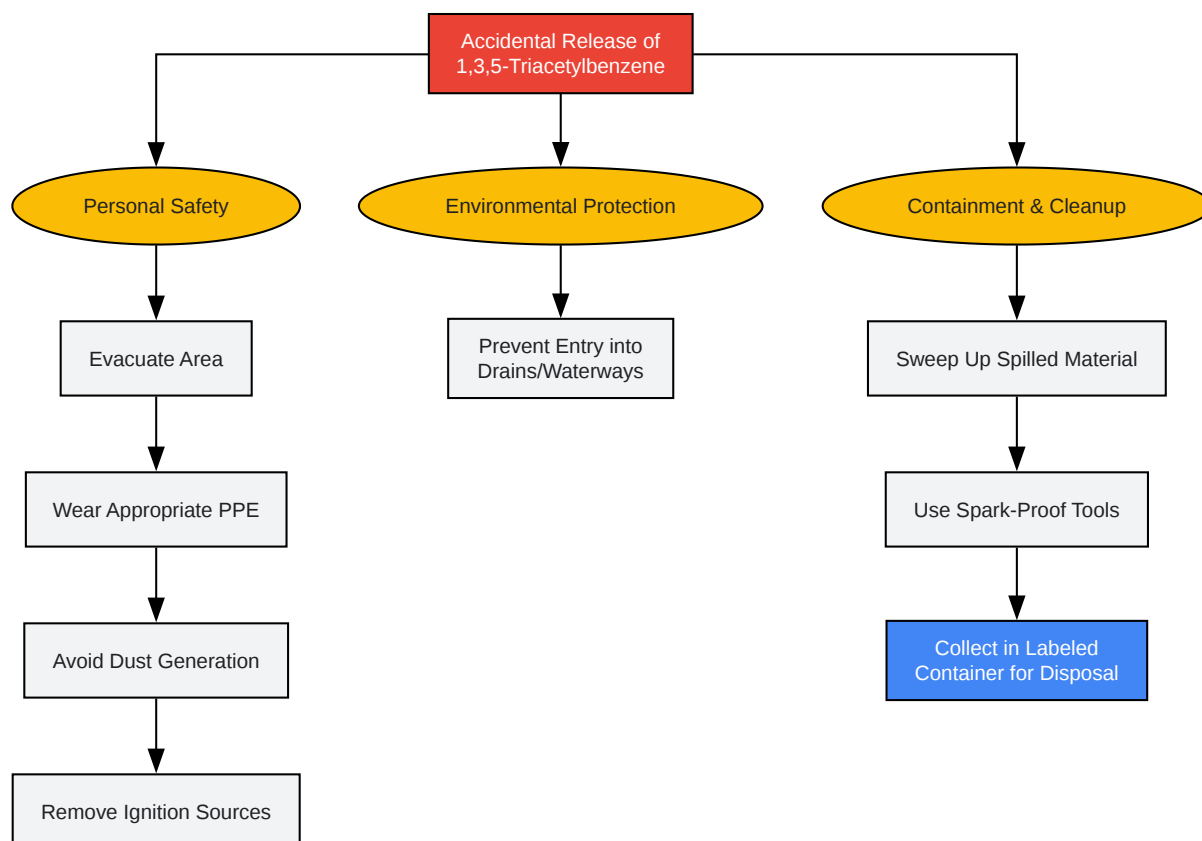 Accidental Release of
1,3,5-Triacetylbenzene
Personal Safety
Environmental Protection
Containment & Cleanup
Evacuate Area
Prevent Entry into
Drains/Waterways
Sweep Up Spilled Material
Wear Appropriate PPE
Use Spark-Proof Tools
Avoid Dust Generation
Collect in Labeled
Container for Disposal
Remove Ignition Sources